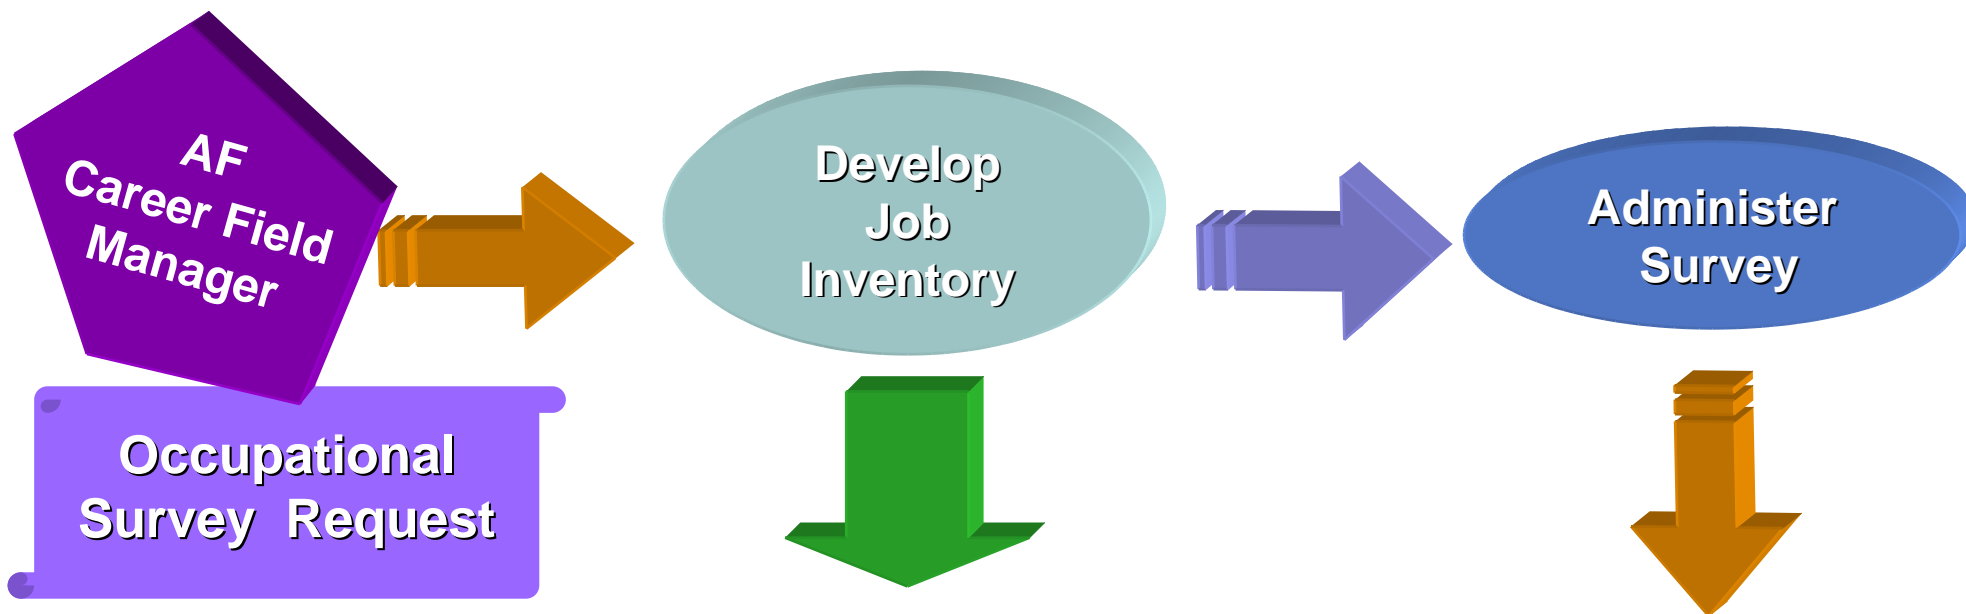 AF
Career Field
Manager
Occupational
Survey Request
Develop
Job
Inventory
Administer
Survey